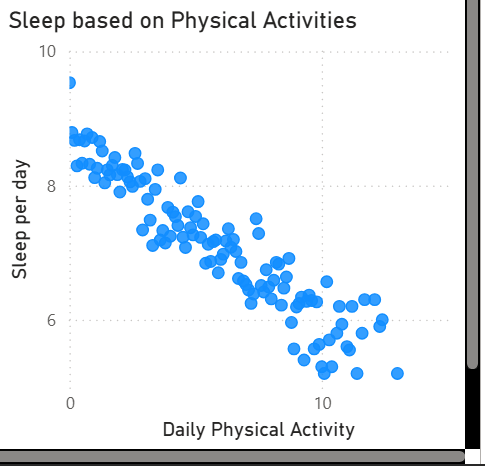 Sleep based on Physical Activities
10
8
6
Sleep per day
0 10
Daily Physical Activity